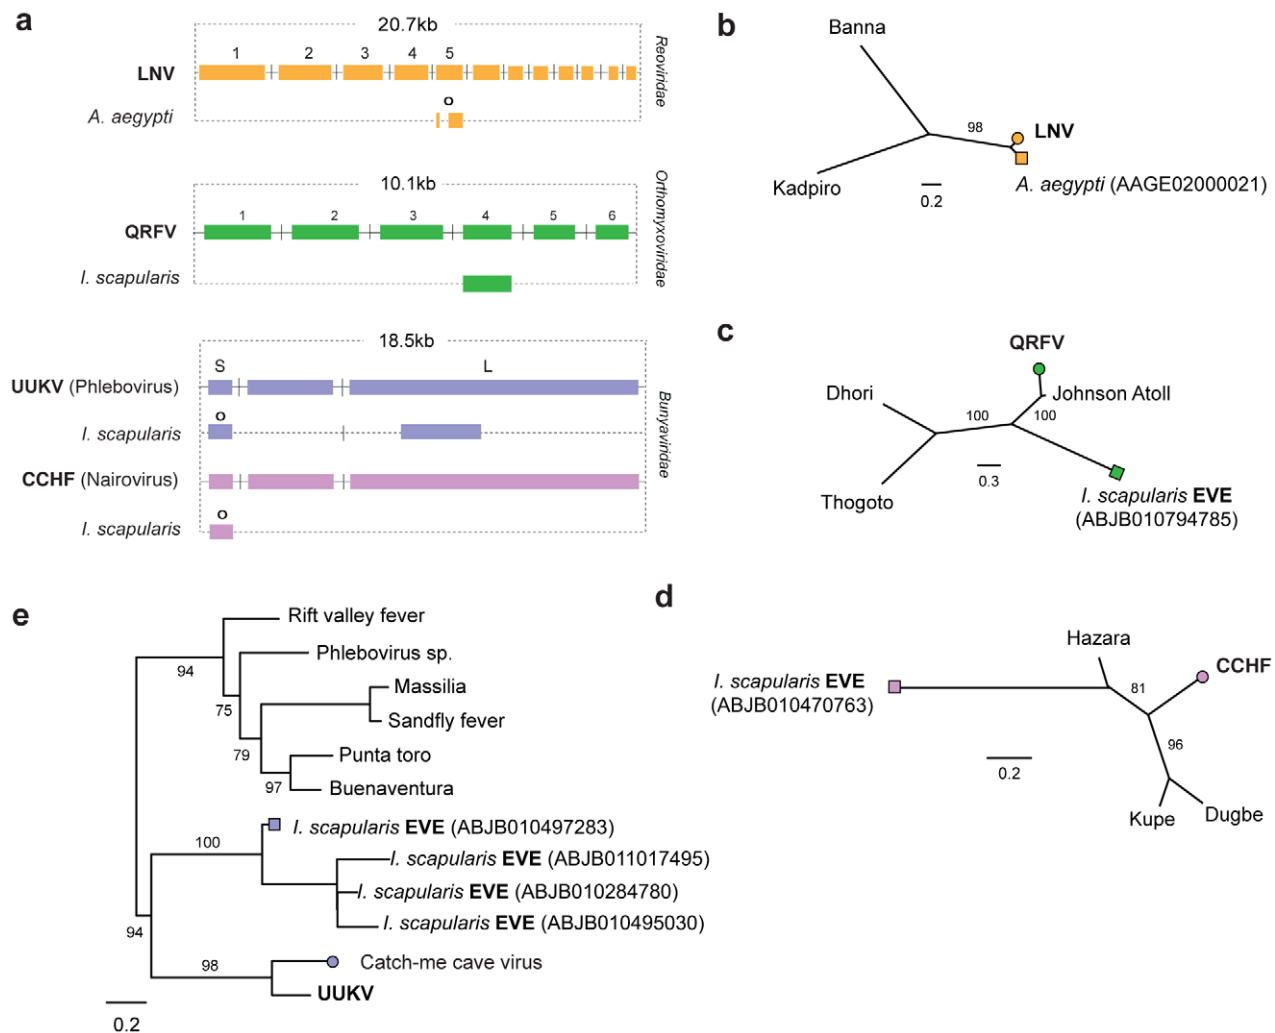 a
20.7kb
1 2 3 4 5
LNV
o
A. aegypti
Reoviridae
10.1kb
1 2 3 4 5 6
QRFV
I. scapularis
Orthomyxoviridae
18.5kb
S L
UUKV (Phlebovirus)
o
I. scapularis
CCHF (Nairovirus)
o
I. scapularis
Bunyaviridae
b
Banna
98
LNV
Kadpiro
0.2
A. aegypti (AAGE02000021)
c
QRFV
Dhori
Johnson Atoll
100 100
0.3
Thogoto
I. scapularis EVE
(ABJB010794785)
e
Rift valley fever
94
Phlebovirus sp.
75
Massilia
Sandfly fever
79
Punta toro
97
Buenaventura
I. scapularis EVE (ABJB010497283)
100
I. scapularis EVE (ABJB011017495)
I. scapularis EVE (ABJB010284780)
I. scapularis EVE (ABJB010495030)
94
98
Catch-me cave virus
UUKV
0.2
d
Hazara
CCHF
I. scapularis EVE
(ABJB010470763)
81
96
0.2
Kupe
Dugbe